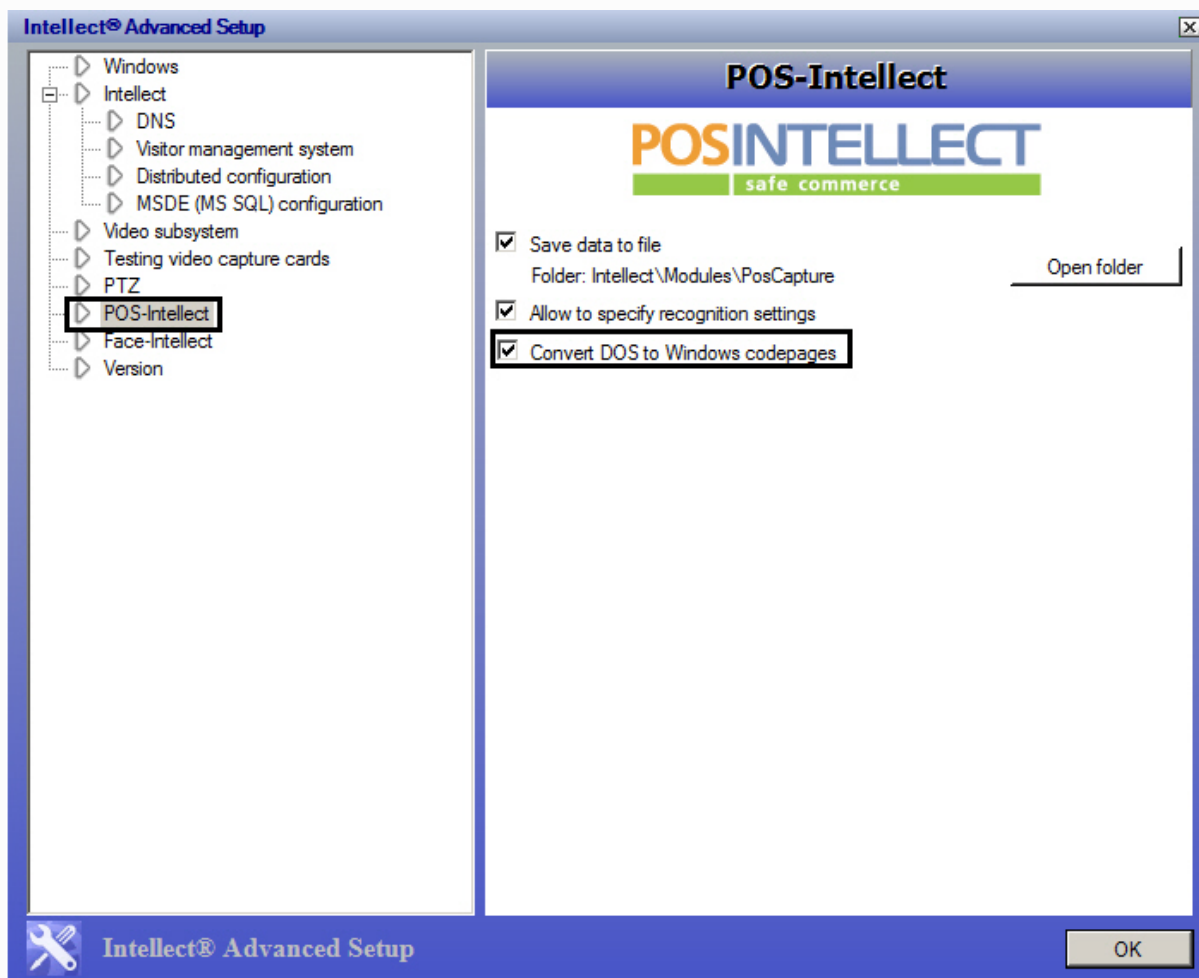 Intellect® Advanced Setup
Windows
Intellect
DNS
Visitor management system
Distributed configuration
MSDE (MS SQL) configuration
Video subsystem
Testing video capture cards
PTZ
POS-Intellect
Face-Intellect
Version
POS-Intellect
POSINTELLECT
safe commerce
Save data to file
Folder: Intellect\Modules\PosCapture
Open folder
Allow to specify recognition settings
Convert DOS to Windows codepages
Intellect® Advanced Setup
OK